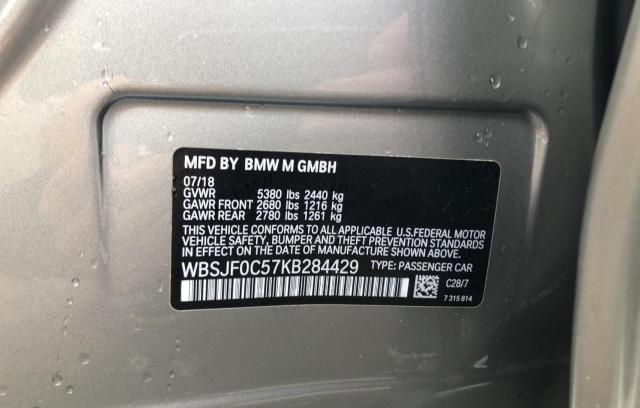 MFD BY BMW M GMBH
07/18
GVWR 5380 lbs 2440 kg
GAWR FRONT 2680 lbs 1216 kg
GAWR REAR 2780 lbs 1261 kg
THIS VEHICLE CONFORMS TO ALL APPLICABLE U.S.FEDERAL MOTOR
VEHICLE SAFETY, BUMPER AND THEFT PREVENTION STANDARDS
IN EFFECT ON THE DATE OF MANUFACTURE SHOWN ABOVE.
WBSJF0C57KB284429 TYPE: PASSENGER CAR
C28/7
7 315 814